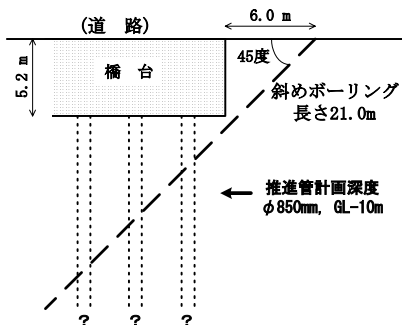 (道 路)
6.0 m
5.2 m
橋 台
45度
斜めボーリング
長さ21.0m
推進管計画深度
φ850mm, GL-10m
? ? ?